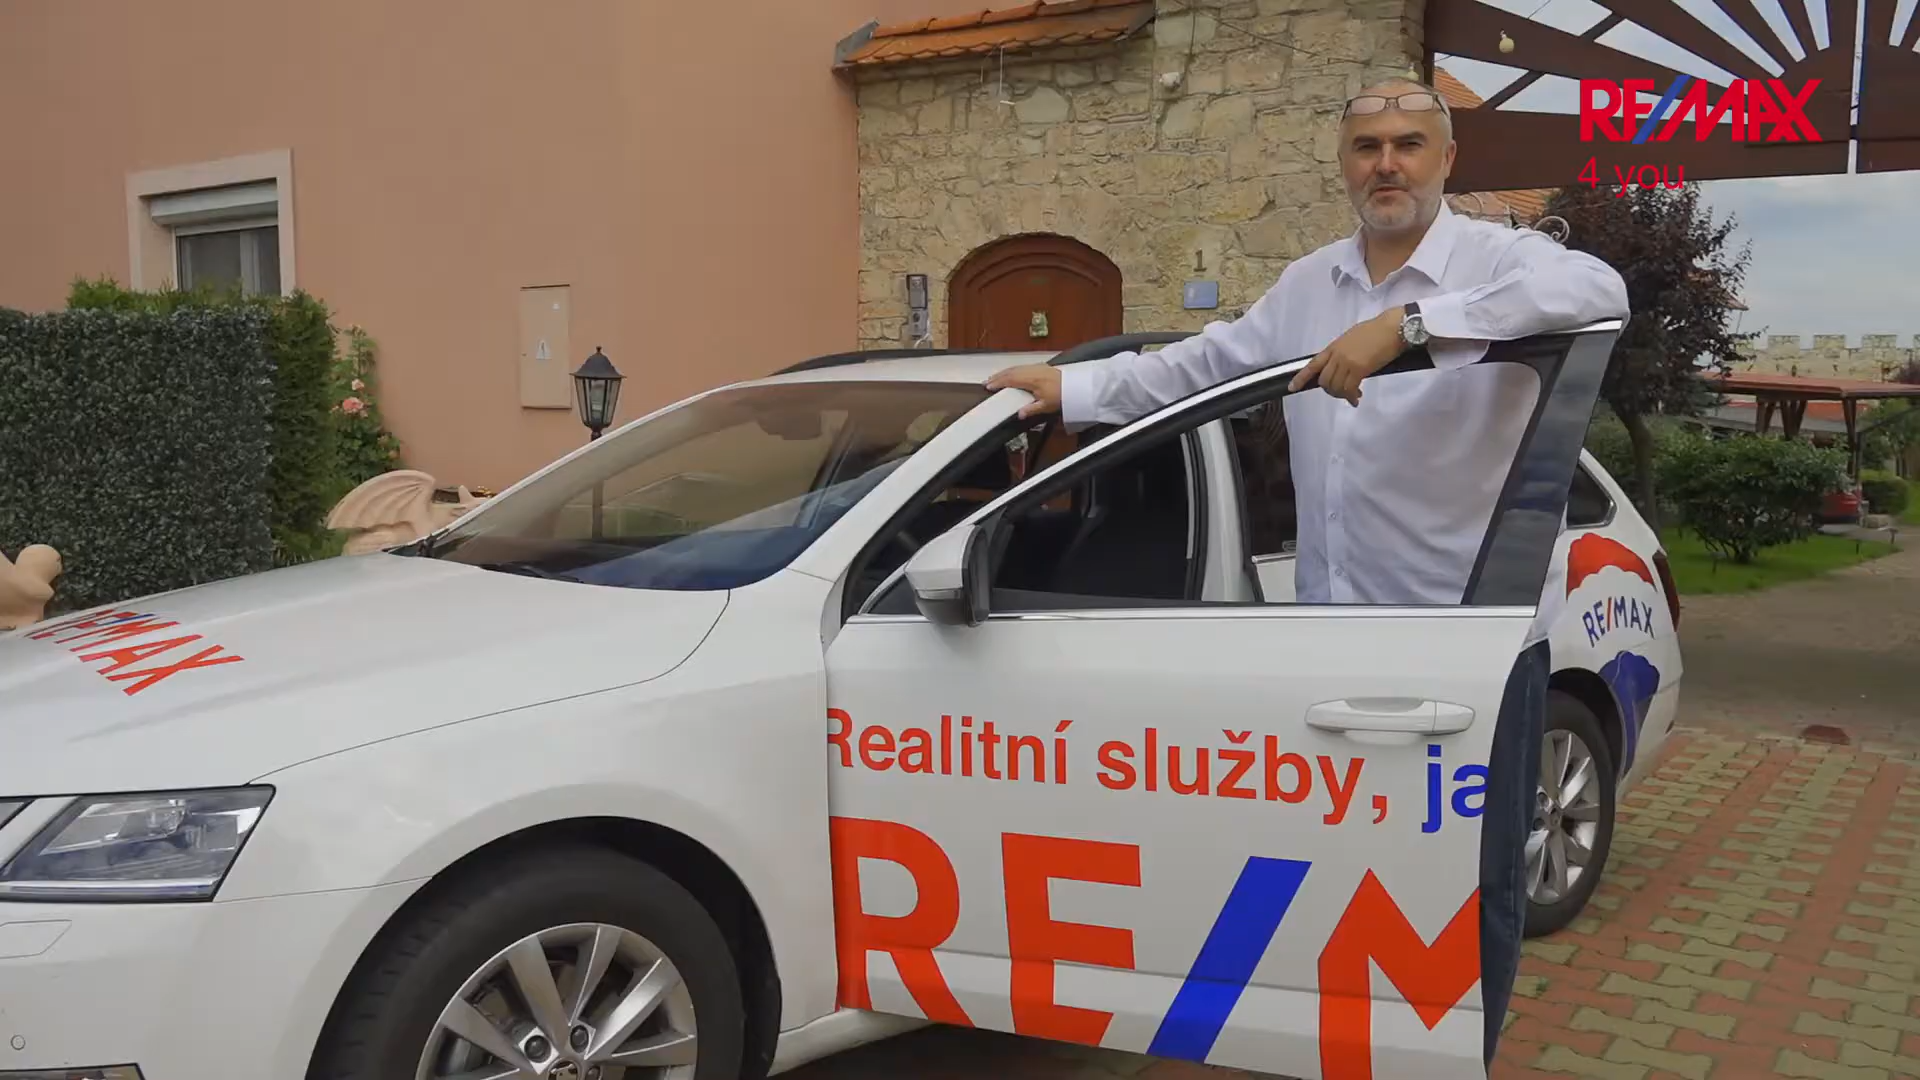 RE/MAX
4 you
1
RE/MAX
RE/MAX
Realitní služby, ja
RE/M